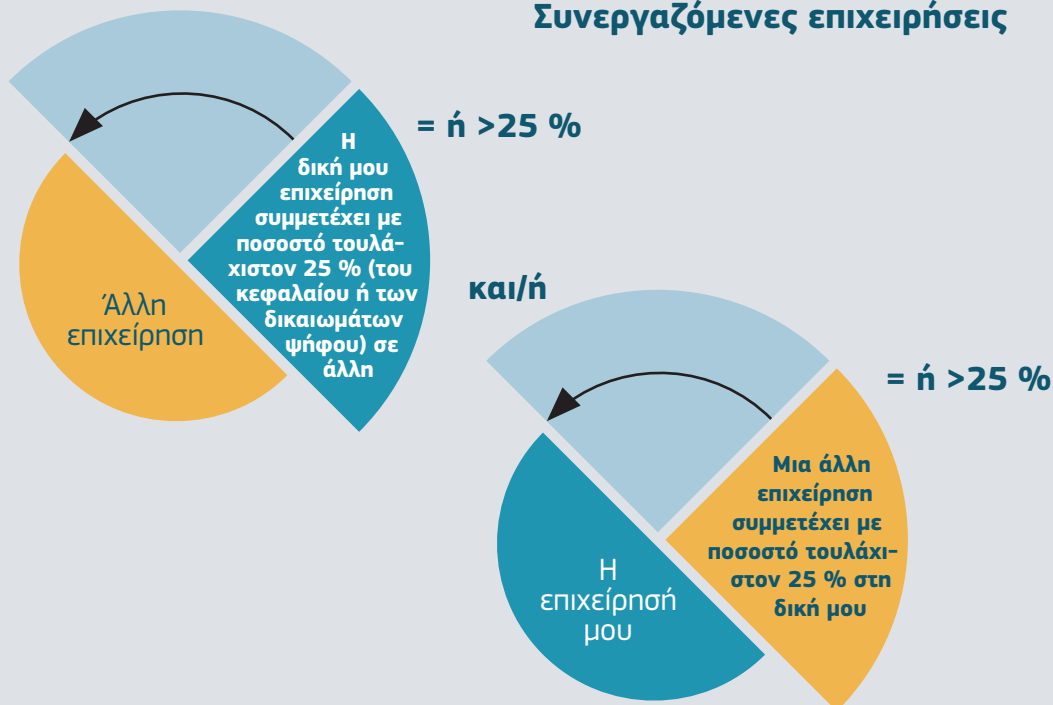 Συνεργαζόμενες επιχειρήσεις
= ή >25 %
Η
δική μου
επιχείρηση
συμμετέχει με
ποσοστό τουλά-
χιστον 25 % (του
κεφαλαίου ή των
δικαιωμάτων
ψήφου) σε
άλλη
Άλλη
επιχείρηση
και/ή
= ή >25 %
Μια άλλη
επιχείρηση
συμμετέχει με
ποσοστό τουλάχι-
στον 25 % στη
δική μου
Η
επιχείρησή
μου